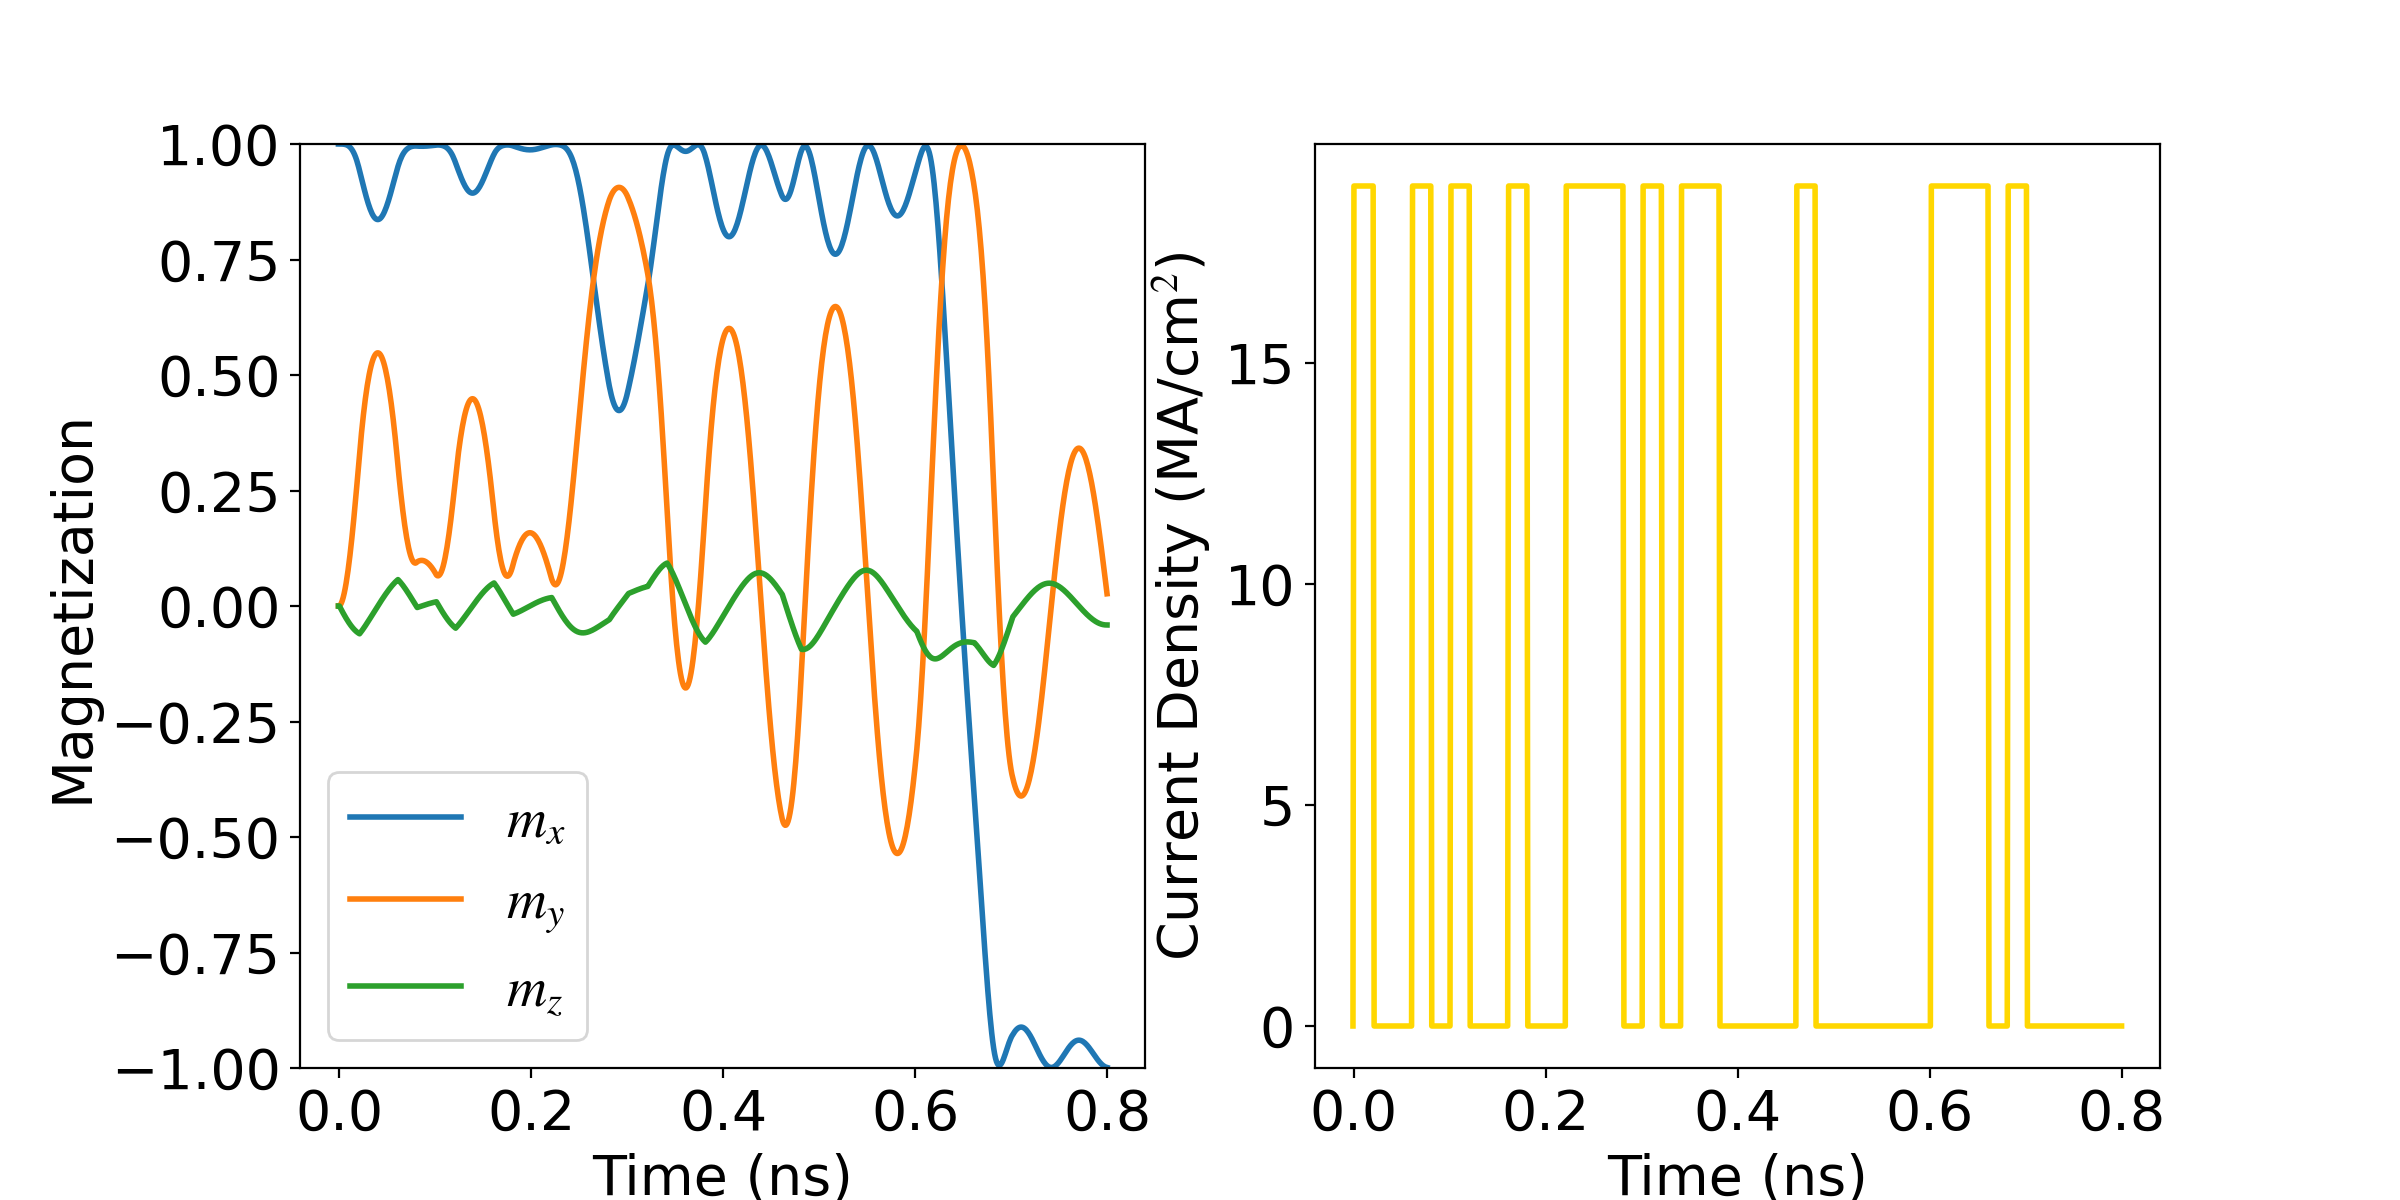 Magnetization
1.00
0.75
0.50
0.25
0.00
−0.25
−0.50
−0.75
−1.00
m_x
m_y
m_z
0.0 0.2 0.4 0.6 0.8
Time (ns)
Current Density (MA/cm²)
15
10
5
0
0.0 0.2 0.4 0.6 0.8
Time (ns)